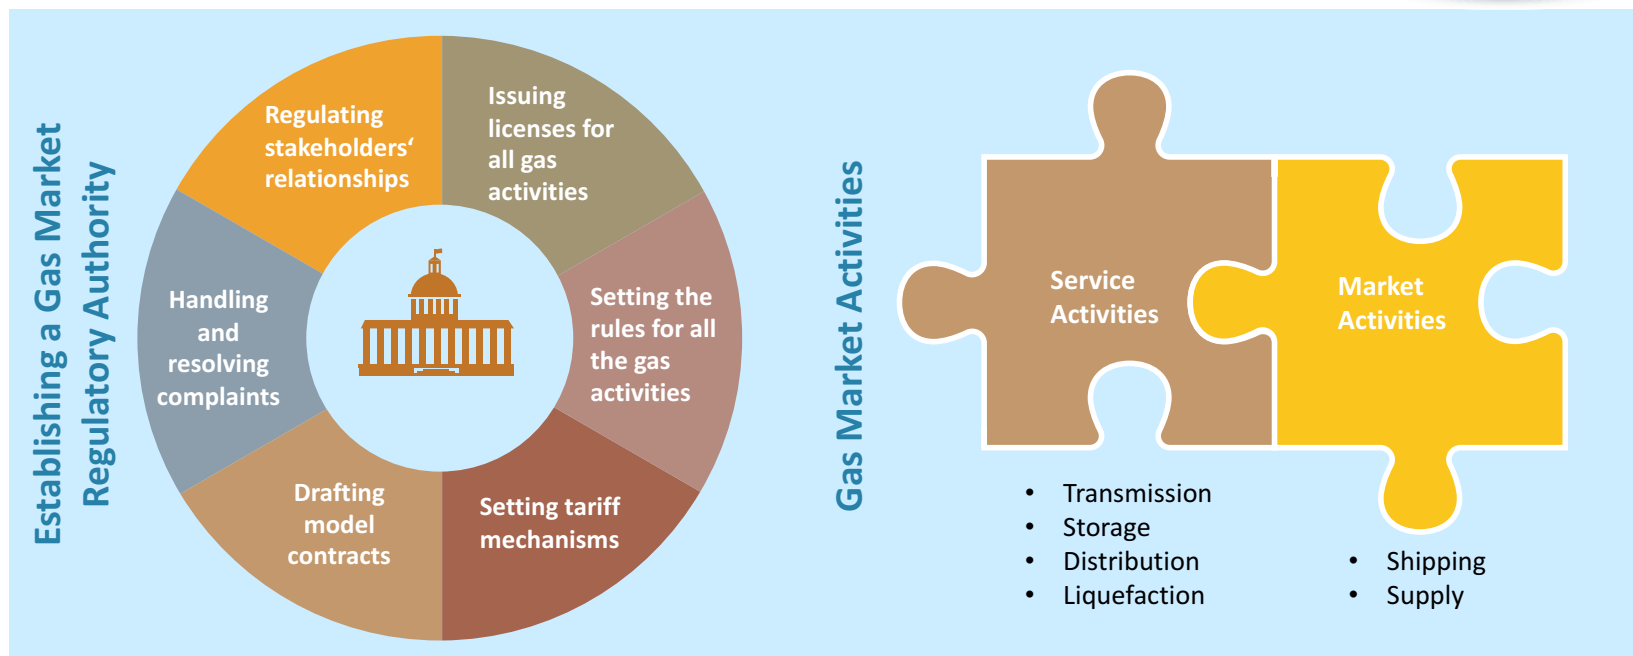 Establishing a Gas Market
Regulatory Authority
Regulating
stakeholders‘
relationships
Issuing
licenses for
all gas
activities
Setting the
rules for all
the gas
activities
Setting tariff
mechanisms
Drafting
model
contracts
Handling
and
resolving
complaints
Gas Market Activities
Service
Activities
Market
Activities
• Transmission
• Storage
• Distribution
• Liquefaction
• Shipping
• Supply